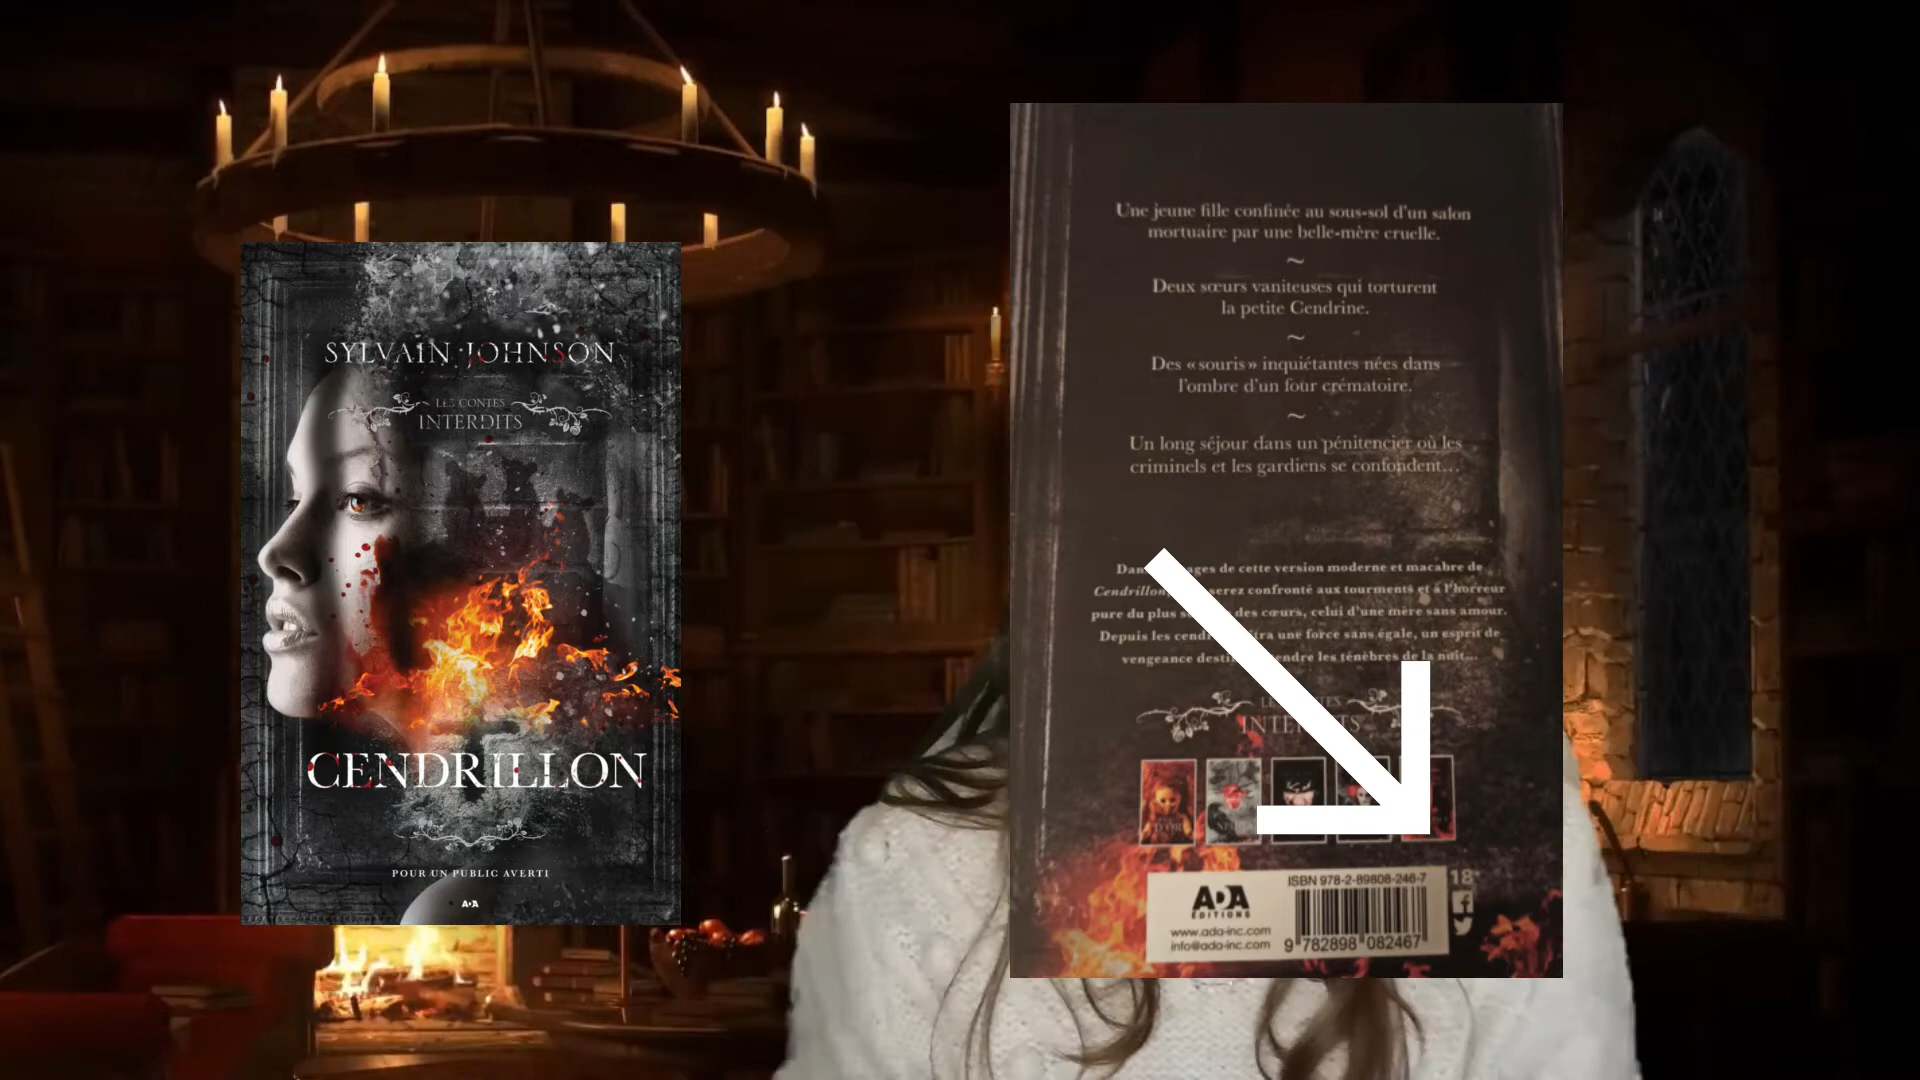 SYLVAIN JOHNSON
LES CONTES
INTERDITS
CENDRILLON
POUR UN PUBLIC AVERTI
ADA
Une jeune fille confinée au sous-sol d'un salon
mortuaire par une belle-mère cruelle.
~
Deux sœurs vaniteuses qui torturent
la petite Cendrine.
~
Des «souris» inquiétantes nées dans
l'ombre d'un four crématoire.
~
Un long séjour dans un pénitencier où les
criminels et les gardiens se confondent…
de cette version moderne et macabre de
Cendrillon, serez confronté aux tourments et à l'horreur
pure du plus des cœurs, celui d'une mère sans amour.
Depuis les une force sans égale, un esprit de
vengeance les ténèbres de la nuit...
ADA
ÉDITIONS
www.ada-inc.com
info@ada-inc.com
ISBN 978-2-89808-246-7
9 782898 082467
18+